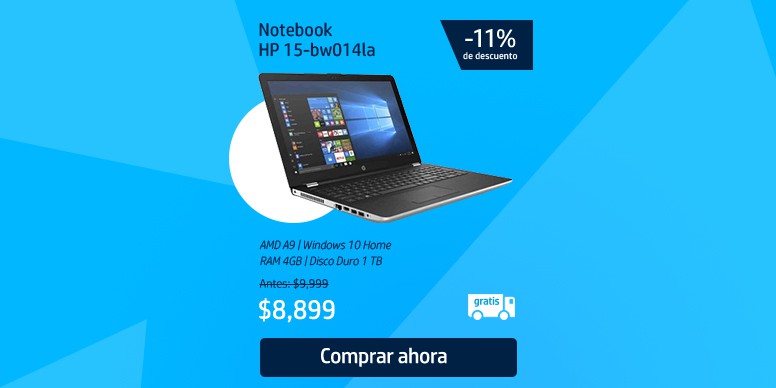 Notebook
HP 15-bw014la
-11%
de descuento
AMD A9 | Windows 10 Home
RAM 4GB | Disco Duro 1 TB
Antes: $9,999
$8,899
gratis
Comprar ahora